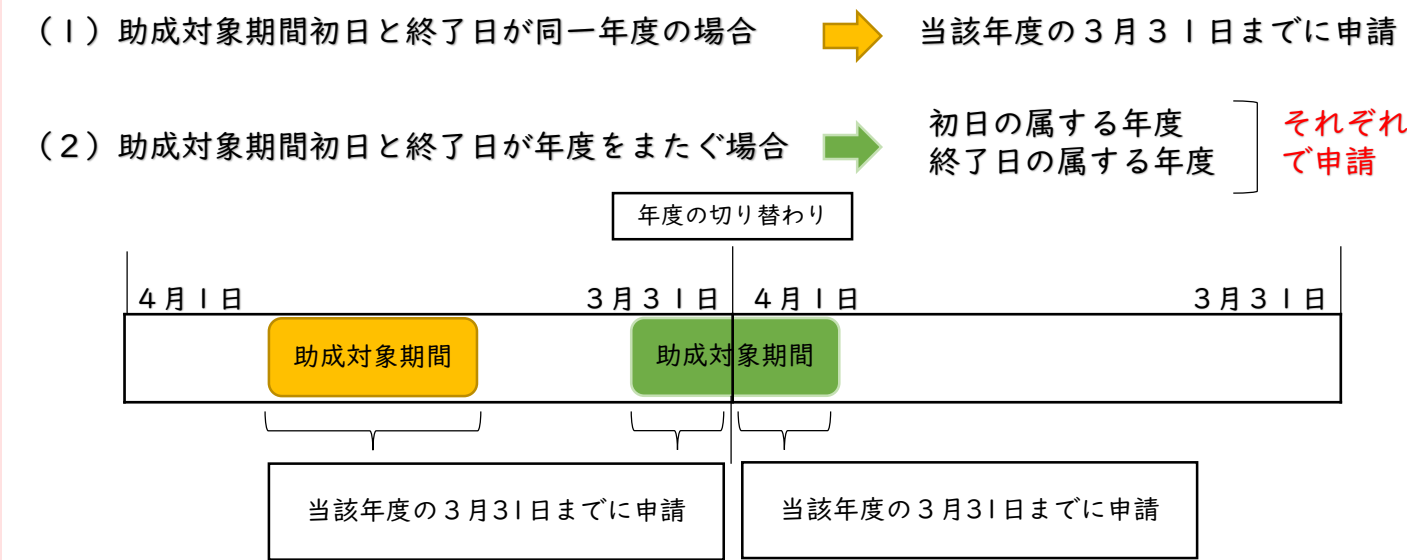 （１）助成対象期間初日と終了日が同一年度の場合
当該年度の３月３１日までに申請
（２）助成対象期間初日と終了日が年度をまたぐ場合
初日の属する年度
終了日の属する年度
それぞれ
で申請
年度の切り替わり
４月１日
３月３１日
４月１日
３月３１日
助成対象期間
助成対象期間
当該年度の３月31日までに申請
当該年度の３月31日までに申請